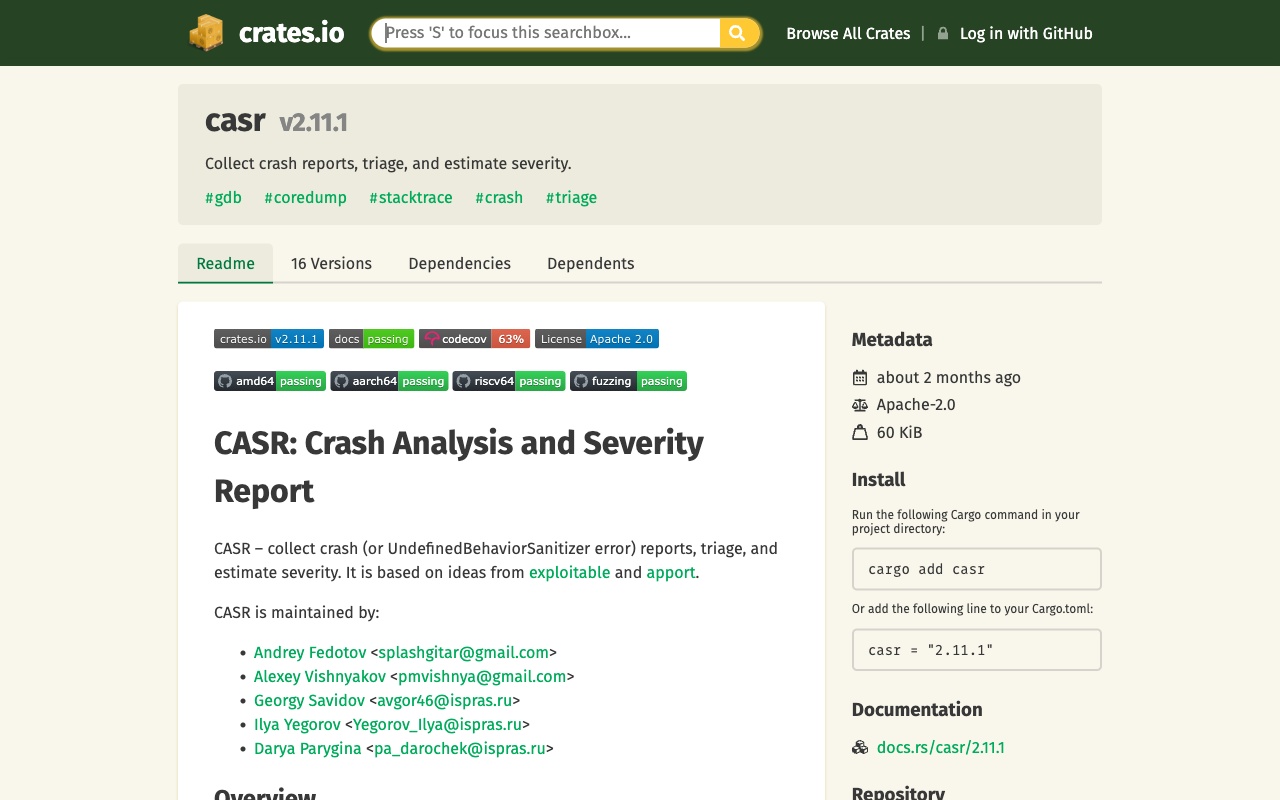 crates.io
Press 'S' to focus this searchbox...
Browse All Crates | Log in with GitHub
casr v2.11.1
Collect crash reports, triage, and estimate severity.
#gdb #coredump #stacktrace #crash #triage
Readme 16 Versions Dependencies Dependents
crates.io v2.11.1 docs passing codecov 63% License Apache 2.0
amd64 passing aarch64 passing riscv64 passing fuzzing passing
CASR: Crash Analysis and Severity
Report
CASR – collect crash (or UndefinedBehaviorSanitizer error) reports, triage, and
estimate severity. It is based on ideas from exploitable and apport.
CASR is maintained by:
• Andrey Fedotov <splashgitar@gmail.com>
• Alexey Vishnyakov <pmvishnya@gmail.com>
• Georgy Savidov <avgor46@ispras.ru>
• Ilya Yegorov <Yegorov_Ilya@ispras.ru>
• Darya Parygina <pa_darochek@ispras.ru>
Overview
Metadata
about 2 months ago
Apache-2.0
60 KiB
Install
Run the following Cargo command in your
project directory:
cargo add casr
Or add the following line to your Cargo.toml:
casr = "2.11.1"
Documentation
docs.rs/casr/2.11.1
Repository